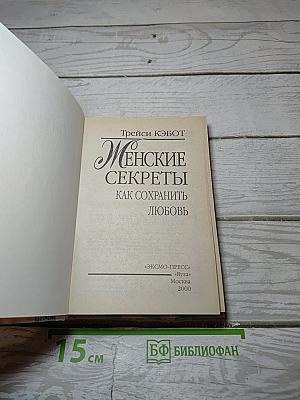 Трейси КЭБОТ
ЖЕНСКИЕ
СЕКРЕТЫ
КАК СОХРАНИТЬ
ЛЮБОВЬ
«ЭКСМО-ПРЕСС»
«Яуза»
Москва
2000
15 см
БФ БИБЛИОФАН